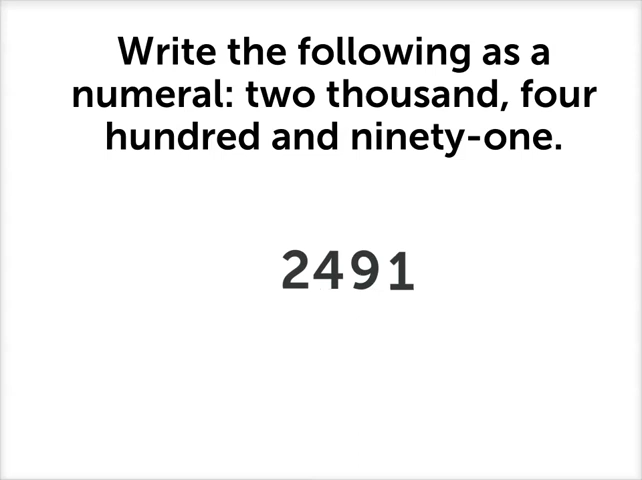 Write the following as a
numeral: two thousand, four
hundred and ninety-one.
2491